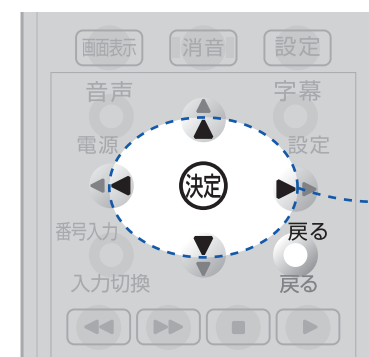 画面表示 消音 設定
音声 字幕
電源 設定
決定
番号入力 戻る
入力切換 戻る